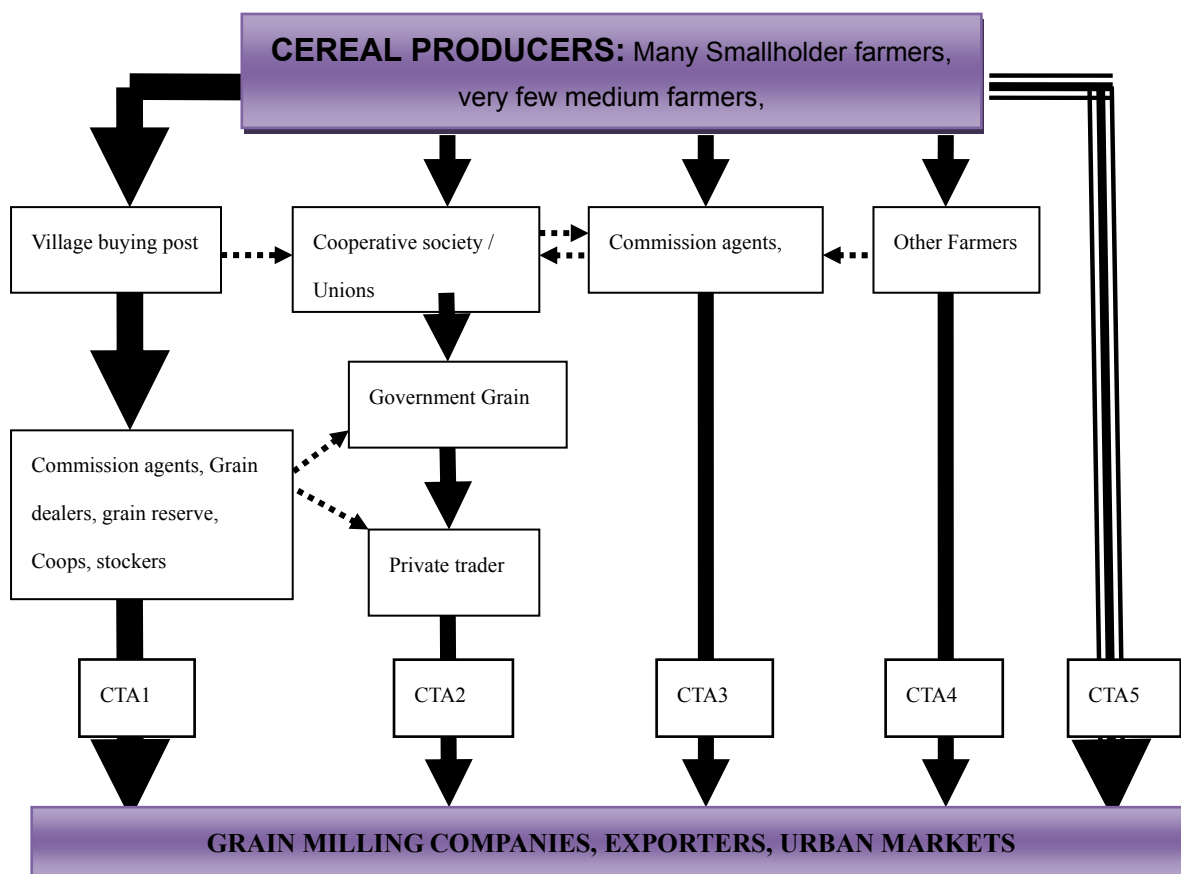 CEREAL PRODUCERS: Many Smallholder farmers,
very few medium farmers,
Village buying post
Cooperative society /
Unions
Commission agents,
Other Farmers
Government Grain
Commission agents, Grain
dealers, grain reserve,
Coops, stockers
Private trader
CTA1
CTA2
CTA3
CTA4
CTA5
GRAIN MILLING COMPANIES, EXPORTERS, URBAN MARKETS